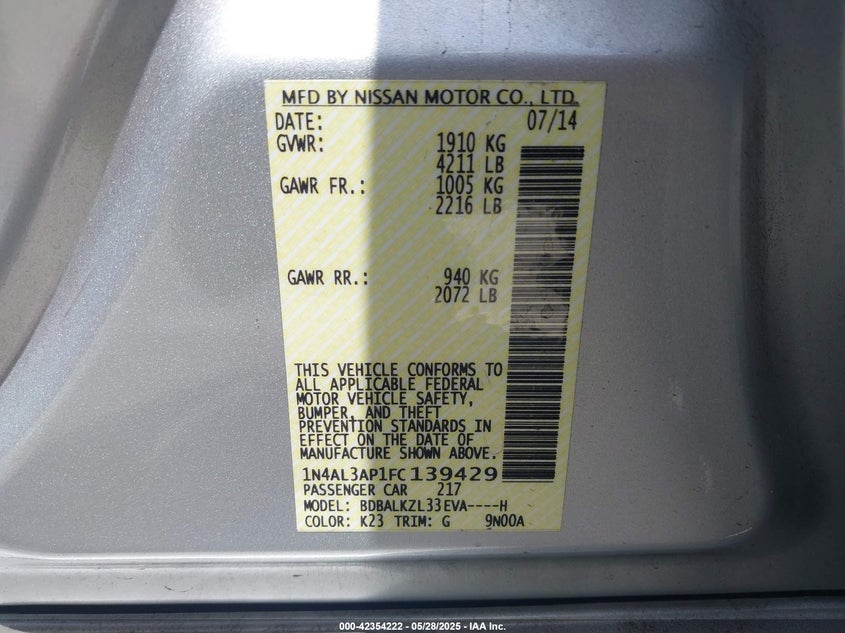 MFD BY NISSAN MOTOR CO., LTD.
DATE: 07/14
GVWR: 1910 KG
4211 LB
GAWR FR.: 1005 KG
2216 LB
GAWR RR.: 940 KG
2072 LB
THIS VEHICLE CONFORMS TO
ALL APPLICABLE FEDERAL
MOTOR VEHICLE SAFETY,
BUMPER, AND THEFT
PREVENTION STANDARDS IN
EFFECT ON THE DATE OF
MANUFACTURE SHOWN ABOVE.
1N4AL3AP1FC139429
PASSENGER CAR 217
MODEL: BDBALKZL33EVA----H
COLOR: K23 TRIM: G 9N00A
000-42354222 - 05/28/2025 - IAA Inc.